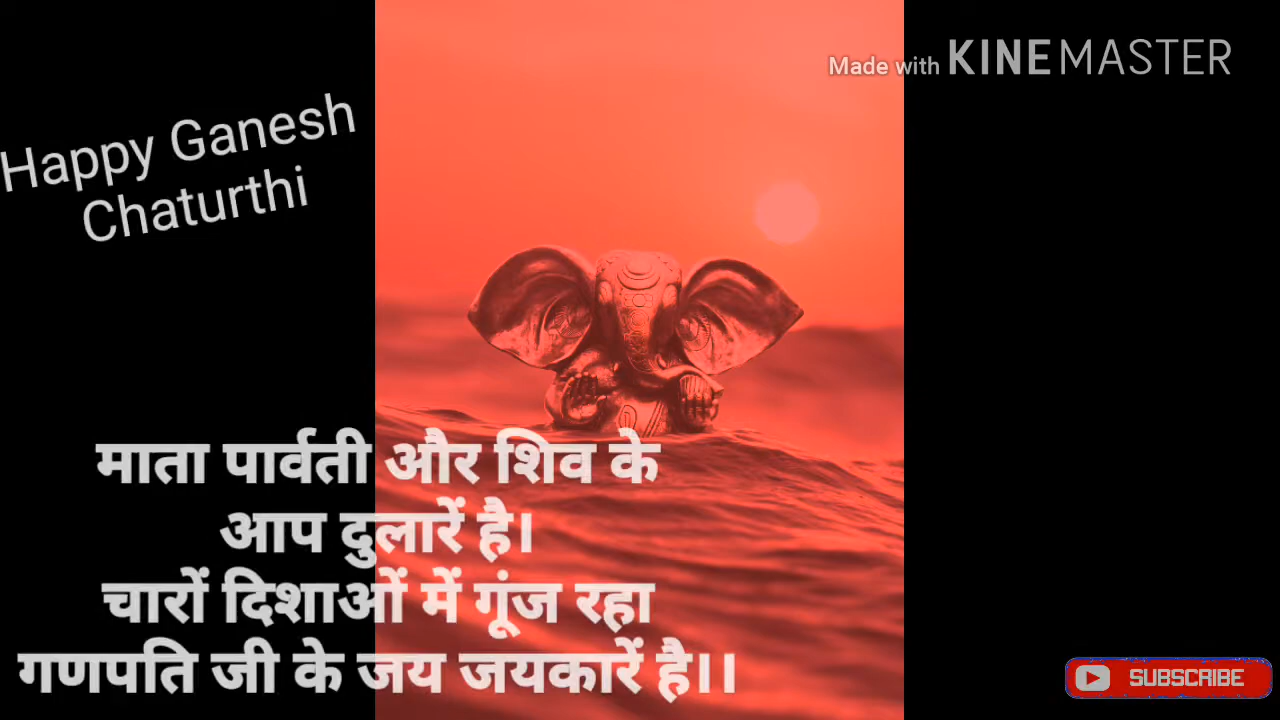 Made with KINEMASTER
Happy Ganesh
Chaturthi
माता पार्वती और शिव के
आप दुलारें है।
चारों दिशाओं में गूंज रहा
गणपति जी के जय जयकारें है।।
SUBSCRIBE